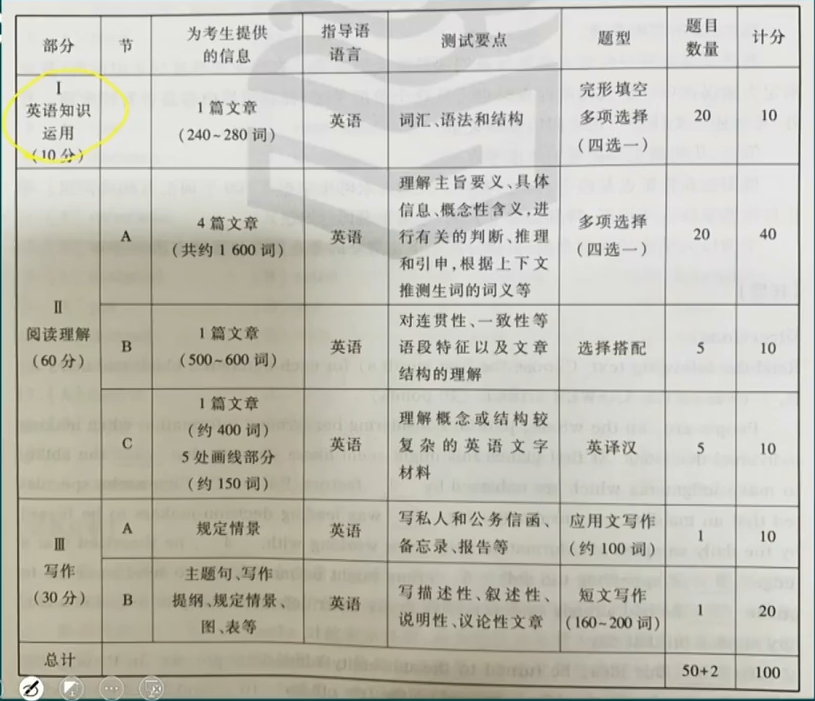 部分 节 为考生提供的信息 指导语语言 测试要点 题型 题目数量 计分
Ⅰ
英语知识
运用
(10分)
1篇文章
(240~280词)
英语
词汇、语法和结构
完形填空
多项选择
(四选一)
20
10
Ⅱ
阅读理解
(60分)
A
4篇文章
(共约1 600词)
英语
理解主旨要义、具体
信息、概念性含义,进
行有关的判断、推理
和引申,根据上下文
推测生词的词义等
多项选择
(四选一)
20
40
B
1篇文章
(500~600词)
英语
对连贯性、一致性等
语段特征以及文章
结构的理解
选择搭配
5
10
C
1篇文章
(约400词)
5处画线部分
(约150词)
英语
理解概念或结构较
复杂的英语文字
材料
英译汉
5
10
Ⅲ
写作
(30分)
A
规定情景
英语
写私人和公务信函、
备忘录、报告等
应用文写作
(约100词)
1
10
B
主题句、写作
提纲、规定情景、
图、表等
英语
写描述性、叙述性、
说明性、议论性文章
短文写作
(160~200词)
1
20
总计
50+2
100